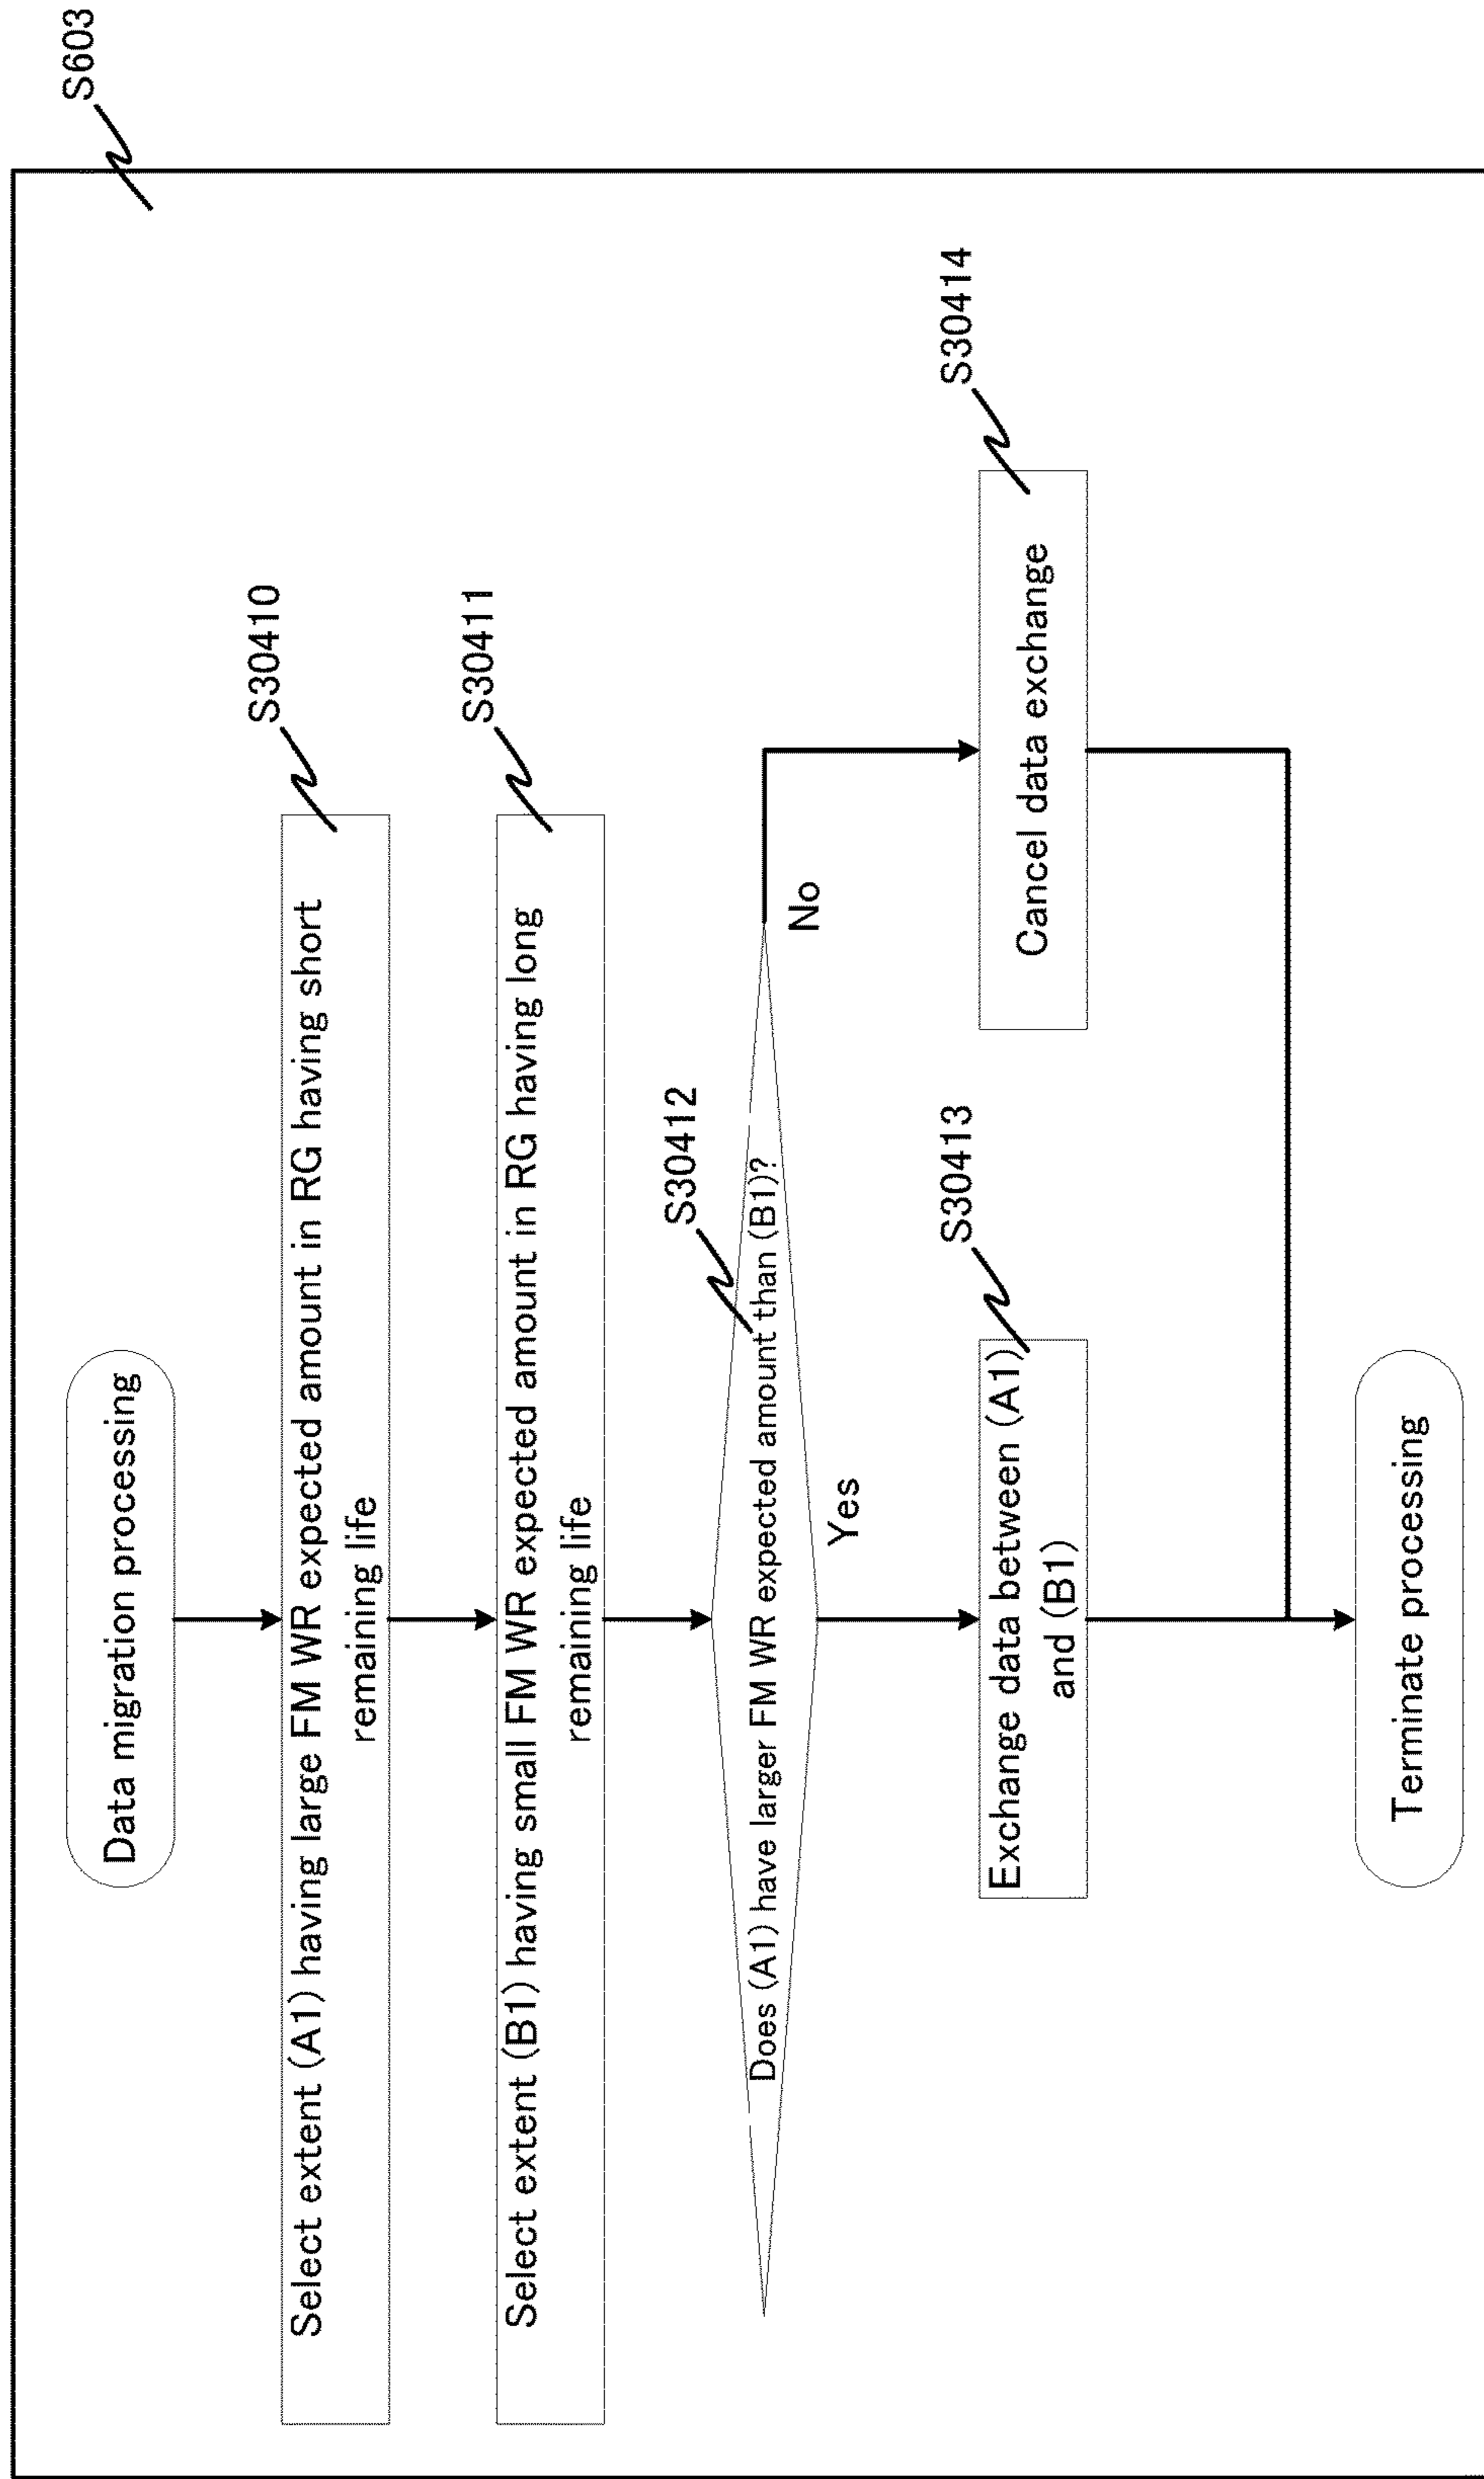 S603
Data migration processing
S30410
Select extent (A1) having large FM WR expected amount in RG having short
remaining life
S30411
Select extent (B1) having small FM WR expected amount in RG having long
remaining life
S30412
Does (A1) have larger FM WR expected amount than (B1)?
No
Yes
S30413
Exchange data between (A1)
and (B1)
S30414
Cancel data exchange
Terminate processing